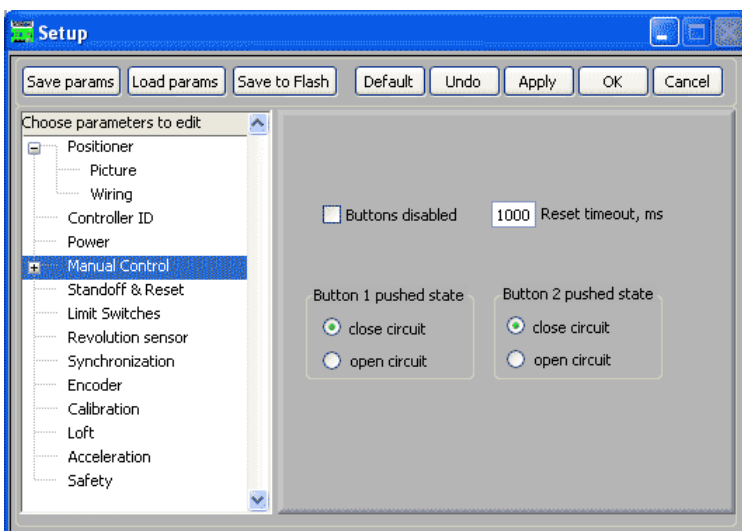 Setup
Save params Load params Save to Flash Default Undo Apply OK Cancel
Choose parameters to edit
Positioner
Picture
Wiring
Controller ID
Power
Manual Control
Standoff & Reset
Limit Switches
Revolution sensor
Synchronization
Encoder
Calibration
Loft
Acceleration
Safety
Buttons disabled 1000 Reset timeout, ms
Button 1 pushed state
close circuit
open circuit
Button 2 pushed state
close circuit
open circuit